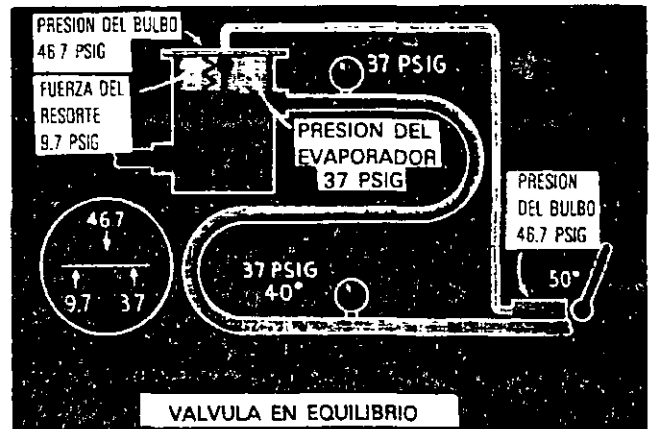 PRESION DEL BULBO
46.7 PSIG
FUERZA DEL
RESORTE
9.7 PSIG
37 PSIG
PRESION DEL
EVAPORADOR
37 PSIG
PRESION
DEL BULBO
46.7 PSIG
46.7
9.7 37
37 PSIG
40°
50°
VALVULA EN EQUILIBRIO